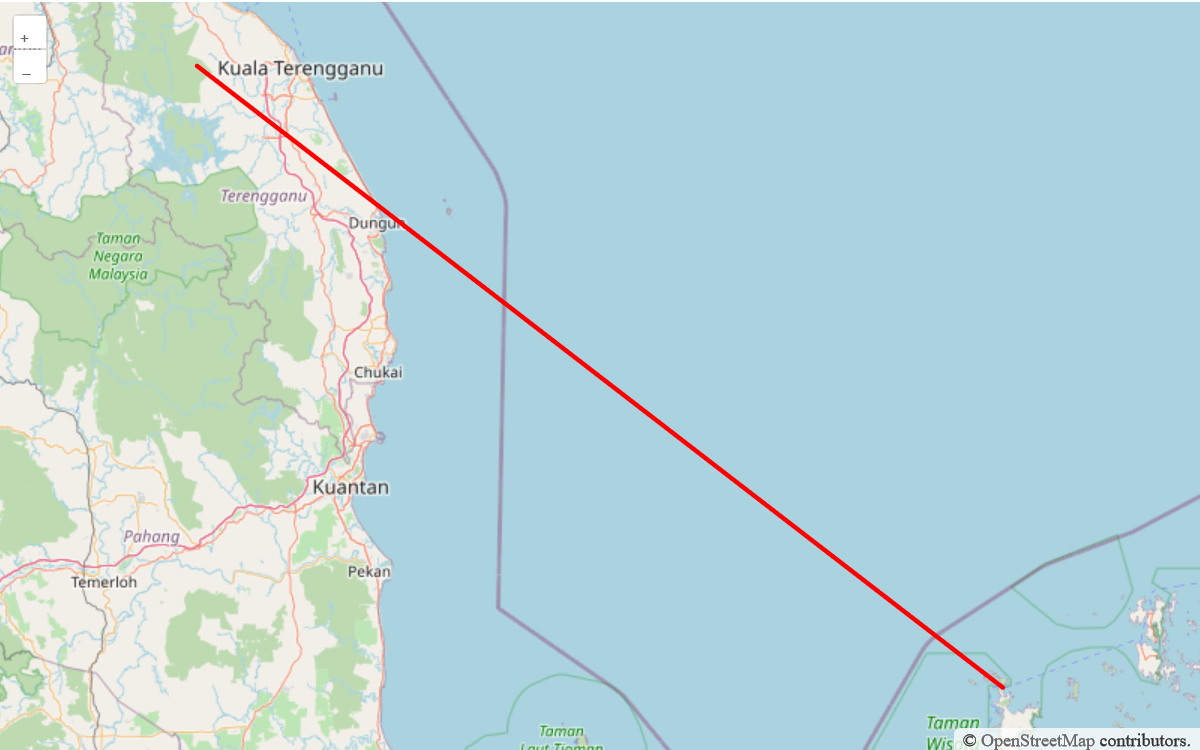 +
–
Kuala Terengganu
Terengganu
Dungun
Taman
Negara
Malaysia
Chukai
Kuantan
Pahang
Pekan
Temerloh
Taman
Laut Tioman
Taman
Wis
© OpenStreetMap contributors.